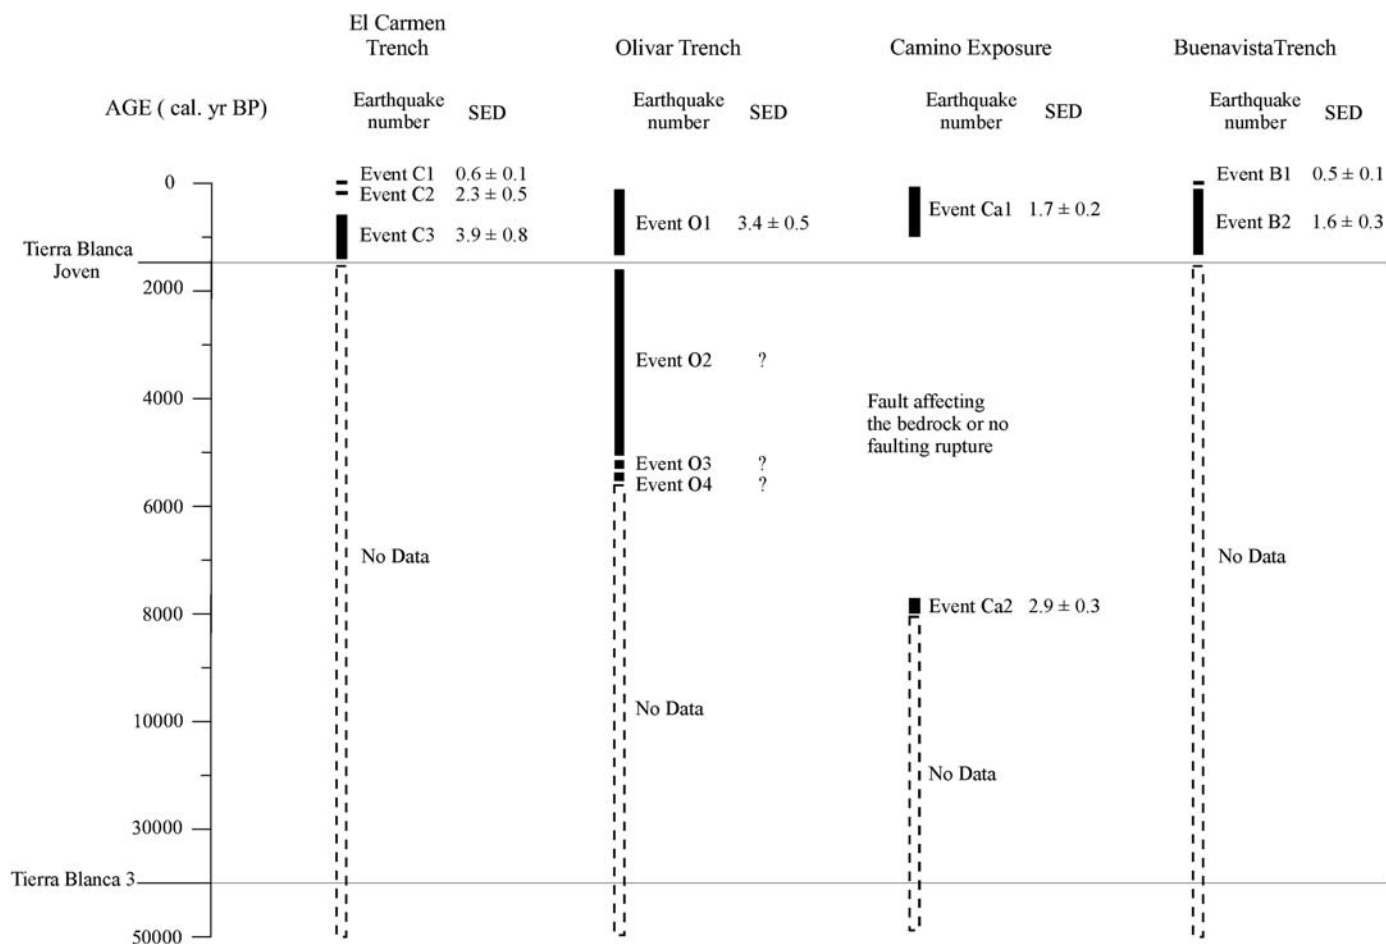 El Carmen
Trench
Olivar Trench
Camino Exposure
BuenavistaTrench
AGE ( cal. yr BP)
Earthquake
number
SED
Earthquake
number
SED
Earthquake
number
SED
Earthquake
number
SED
0
Event C1 0.6 ± 0.1
Event C2 2.3 ± 0.5
Event C3 3.9 ± 0.8
Event O1 3.4 ± 0.5
Event Ca1 1.7 ± 0.2
Event B1 0.5 ± 0.1
Event B2 1.6 ± 0.3
Tierra Blanca
Joven
2000
Event O2 ?
4000
Fault affecting
the bedrock or no
faulting rupture
Event O3 ?
Event O4 ?
6000
No Data
No Data
8000
Event Ca2 2.9 ± 0.3
No Data
10000
No Data
30000
Tierra Blanca 3
50000